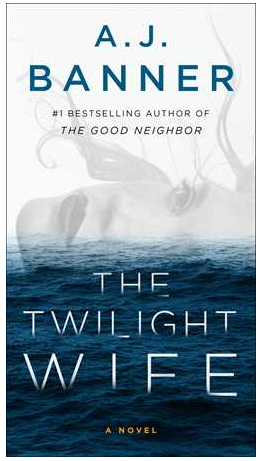 A.J.
BANNER
#1 BESTSELLING AUTHOR OF
THE GOOD NEIGHBOR
THE
TWILIGHT
WIFE
A NOVEL